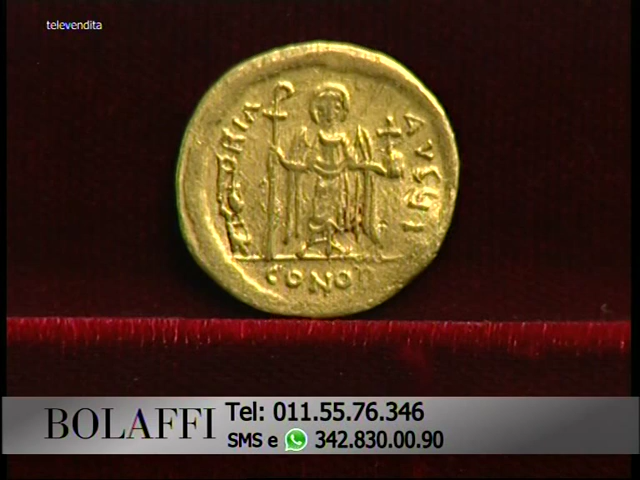 televendita
VICTORIA
AVGGI
CONOB
BOLAFFI
Tel: 011.55.76.346
SMS e 342.830.00.90